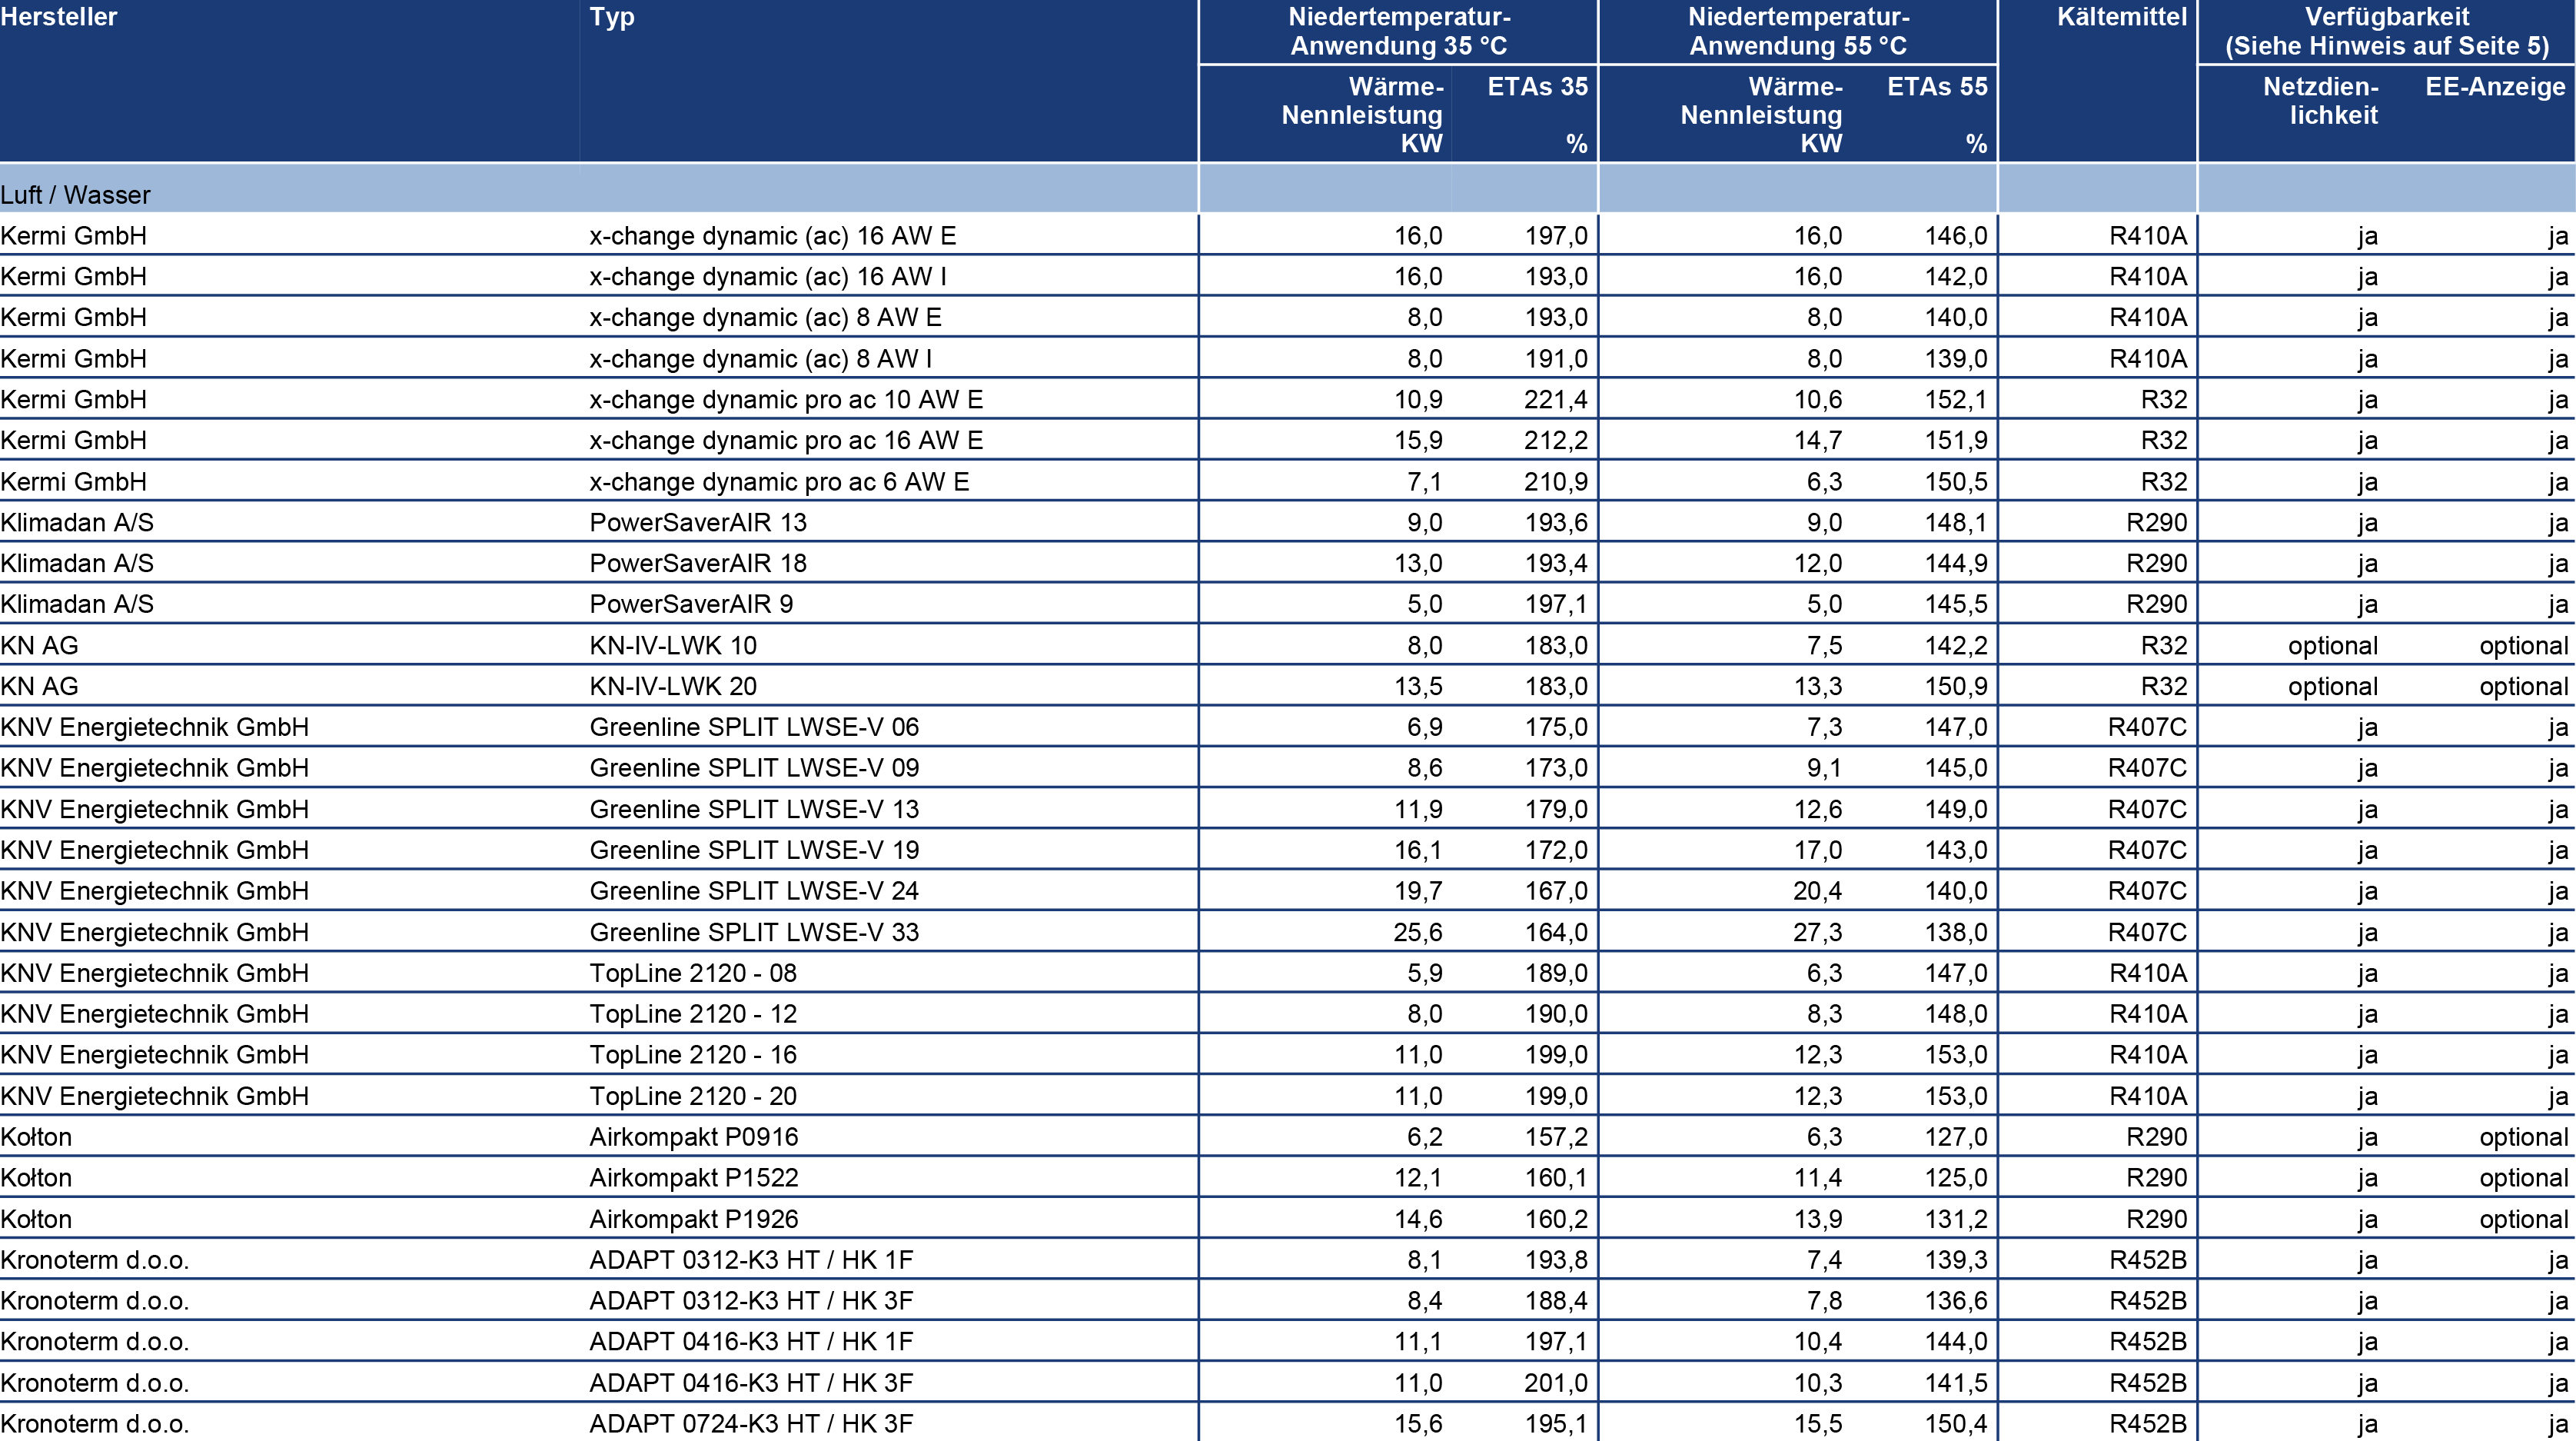 Hersteller Typ Niedertemperatur- Niedertemperatur- Kältemittel Verfügbarkeit
Anwendung 35 °C Anwendung 55 °C (Siehe Hinweis auf Seite 5)
Wärme- ETAs 35 Wärme- ETAs 55 Netzdien- EE-Anzeige
Nennleistung Nennleistung lichkeit
KW % KW %
Luft / Wasser
Kermi GmbH x-change dynamic (ac) 16 AW E 16,0 197,0 16,0 146,0 R410A ja ja
Kermi GmbH x-change dynamic (ac) 16 AW I 16,0 193,0 16,0 142,0 R410A ja ja
Kermi GmbH x-change dynamic (ac) 8 AW E 8,0 193,0 8,0 140,0 R410A ja ja
Kermi GmbH x-change dynamic (ac) 8 AW I 8,0 191,0 8,0 139,0 R410A ja ja
Kermi GmbH x-change dynamic pro ac 10 AW E 10,9 221,4 10,6 152,1 R32 ja ja
Kermi GmbH x-change dynamic pro ac 16 AW E 15,9 212,2 14,7 151,9 R32 ja ja
Kermi GmbH x-change dynamic pro ac 6 AW E 7,1 210,9 6,3 150,5 R32 ja ja
Klimadan A/S PowerSaverAIR 13 9,0 193,6 9,0 148,1 R290 ja ja
Klimadan A/S PowerSaverAIR 18 13,0 193,4 12,0 144,9 R290 ja ja
Klimadan A/S PowerSaverAIR 9 5,0 197,1 5,0 145,5 R290 ja ja
KN AG KN-IV-LWK 10 8,0 183,0 7,5 142,2 R32 optional optional
KN AG KN-IV-LWK 20 13,5 183,0 13,3 150,9 R32 optional optional
KNV Energietechnik GmbH Greenline SPLIT LWSE-V 06 6,9 175,0 7,3 147,0 R407C ja ja
KNV Energietechnik GmbH Greenline SPLIT LWSE-V 09 8,6 173,0 9,1 145,0 R407C ja ja
KNV Energietechnik GmbH Greenline SPLIT LWSE-V 13 11,9 179,0 12,6 149,0 R407C ja ja
KNV Energietechnik GmbH Greenline SPLIT LWSE-V 19 16,1 172,0 17,0 143,0 R407C ja ja
KNV Energietechnik GmbH Greenline SPLIT LWSE-V 24 19,7 167,0 20,4 140,0 R407C ja ja
KNV Energietechnik GmbH Greenline SPLIT LWSE-V 33 25,6 164,0 27,3 138,0 R407C ja ja
KNV Energietechnik GmbH TopLine 2120 - 08 5,9 189,0 6,3 147,0 R410A ja ja
KNV Energietechnik GmbH TopLine 2120 - 12 8,0 190,0 8,3 148,0 R410A ja ja
KNV Energietechnik GmbH TopLine 2120 - 16 11,0 199,0 12,3 153,0 R410A ja ja
KNV Energietechnik GmbH TopLine 2120 - 20 11,0 199,0 12,3 153,0 R410A ja ja
Kołton Airkompakt P0916 6,2 157,2 6,3 127,0 R290 ja optional
Kołton Airkompakt P1522 12,1 160,1 11,4 125,0 R290 ja optional
Kołton Airkompakt P1926 14,6 160,2 13,9 131,2 R290 ja optional
Kronoterm d.o.o. ADAPT 0312-K3 HT / HK 1F 8,1 193,8 7,4 139,3 R452B ja ja
Kronoterm d.o.o. ADAPT 0312-K3 HT / HK 3F 8,4 188,4 7,8 136,6 R452B ja ja
Kronoterm d.o.o. ADAPT 0416-K3 HT / HK 1F 11,1 197,1 10,4 144,0 R452B ja ja
Kronoterm d.o.o. ADAPT 0416-K3 HT / HK 3F 11,0 201,0 10,3 141,5 R452B ja ja
Kronoterm d.o.o. ADAPT 0724-K3 HT / HK 3F 15,6 195,1 15,5 150,4 R452B ja ja